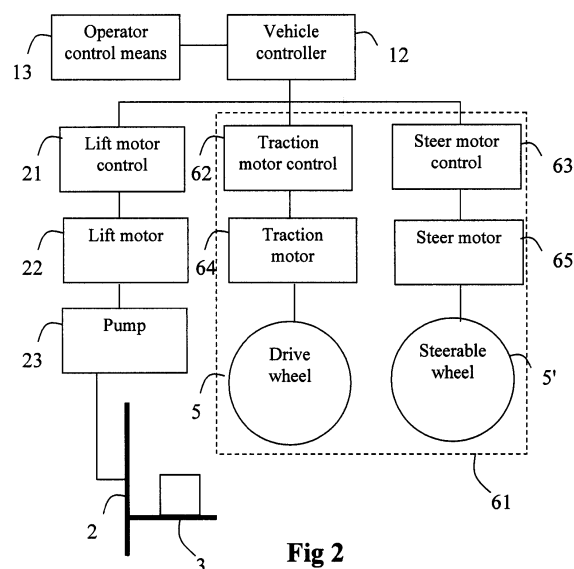 Operator
control means
13
Vehicle
controller
12
Lift motor
control
21
Traction
motor control
62
Steer motor
control
63
Lift motor
22
Traction
motor
64
Steer motor
65
Pump
23
Drive
wheel
5
Steerable
wheel
5'
61
2
3
Fig 2